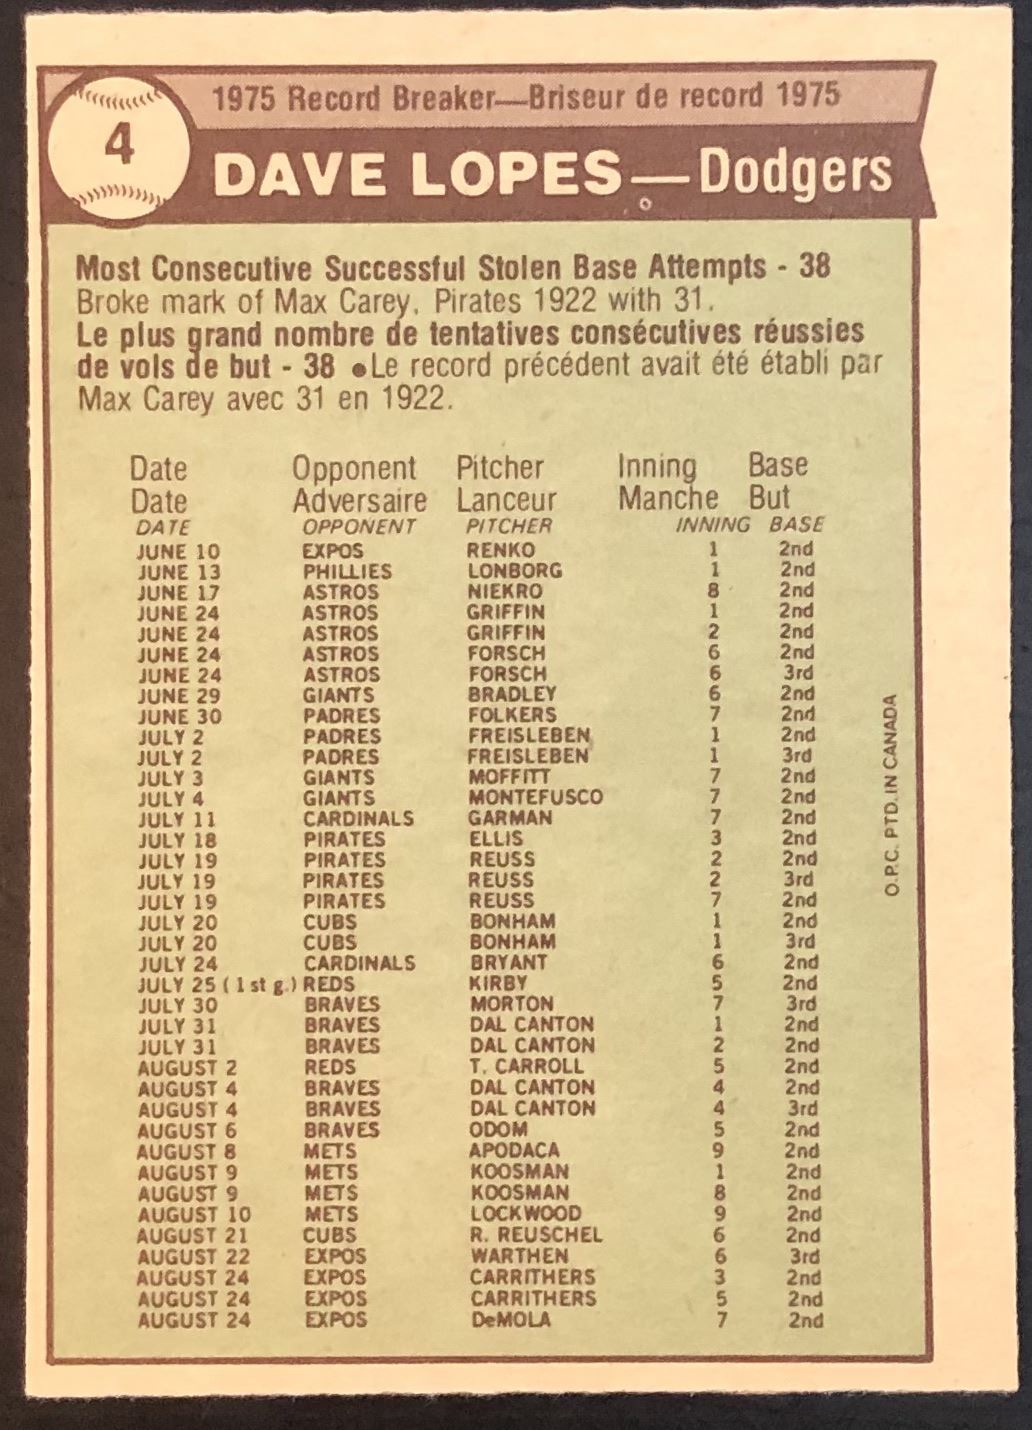 4
1975 Record Breaker—Briseur de record 1975
DAVE LOPES—Dodgers
Most Consecutive Successful Stolen Base Attempts - 38
Broke mark of Max Carey, Pirates 1922 with 31.
Le plus grand nombre de tentatives consécutives réussies
de vols de but - 38 ●Le record précédent avait été établi par
Max Carey avec 31 en 1922.
Date Opponent Pitcher Inning Base
Date Adversaire Lanceur Manche But
DATE OPPONENT PITCHER INNING BASE
JUNE 10 EXPOS RENKO 1 2nd
JUNE 13 PHILLIES LONBORG 1 2nd
JUNE 17 ASTROS NIEKRO 8 2nd
JUNE 24 ASTROS GRIFFIN 1 2nd
JUNE 24 ASTROS GRIFFIN 2 2nd
JUNE 24 ASTROS FORSCH 6 2nd
JUNE 24 ASTROS FORSCH 6 3rd
JUNE 29 GIANTS BRADLEY 6 2nd
JUNE 30 PADRES FOLKERS 7 2nd
JULY 2 PADRES FREISLEBEN 1 2nd
JULY 2 PADRES FREISLEBEN 1 3rd
JULY 3 GIANTS MOFFITT 7 2nd
JULY 4 GIANTS MONTEFUSCO 7 2nd
JULY 11 CARDINALS GARMAN 7 2nd
JULY 18 PIRATES ELLIS 3 2nd
JULY 19 PIRATES REUSS 2 2nd
JULY 19 PIRATES REUSS 2 3rd
JULY 19 PIRATES REUSS 7 2nd
JULY 20 CUBS BONHAM 1 2nd
JULY 20 CUBS BONHAM 1 3rd
JULY 24 CARDINALS BRYANT 6 2nd
JULY 25 (1st g.) REDS KIRBY 5 2nd
JULY 30 BRAVES MORTON 7 3rd
JULY 31 BRAVES DAL CANTON 1 2nd
JULY 31 BRAVES DAL CANTON 2 2nd
AUGUST 2 REDS T. CARROLL 5 2nd
AUGUST 4 BRAVES DAL CANTON 4 2nd
AUGUST 4 BRAVES DAL CANTON 4 3rd
AUGUST 6 BRAVES ODOM 5 2nd
AUGUST 8 METS APODACA 9 2nd
AUGUST 9 METS KOOSMAN 1 2nd
AUGUST 9 METS KOOSMAN 8 2nd
AUGUST 10 METS LOCKWOOD 9 2nd
AUGUST 21 CUBS R. REUSCHEL 6 2nd
AUGUST 22 EXPOS WARTHEN 6 3rd
AUGUST 24 EXPOS CARRITHERS 3 2nd
AUGUST 24 EXPOS CARRITHERS 5 2nd
AUGUST 24 EXPOS DeMOLA 7 2nd
O.P.C. PTD. IN CANADA